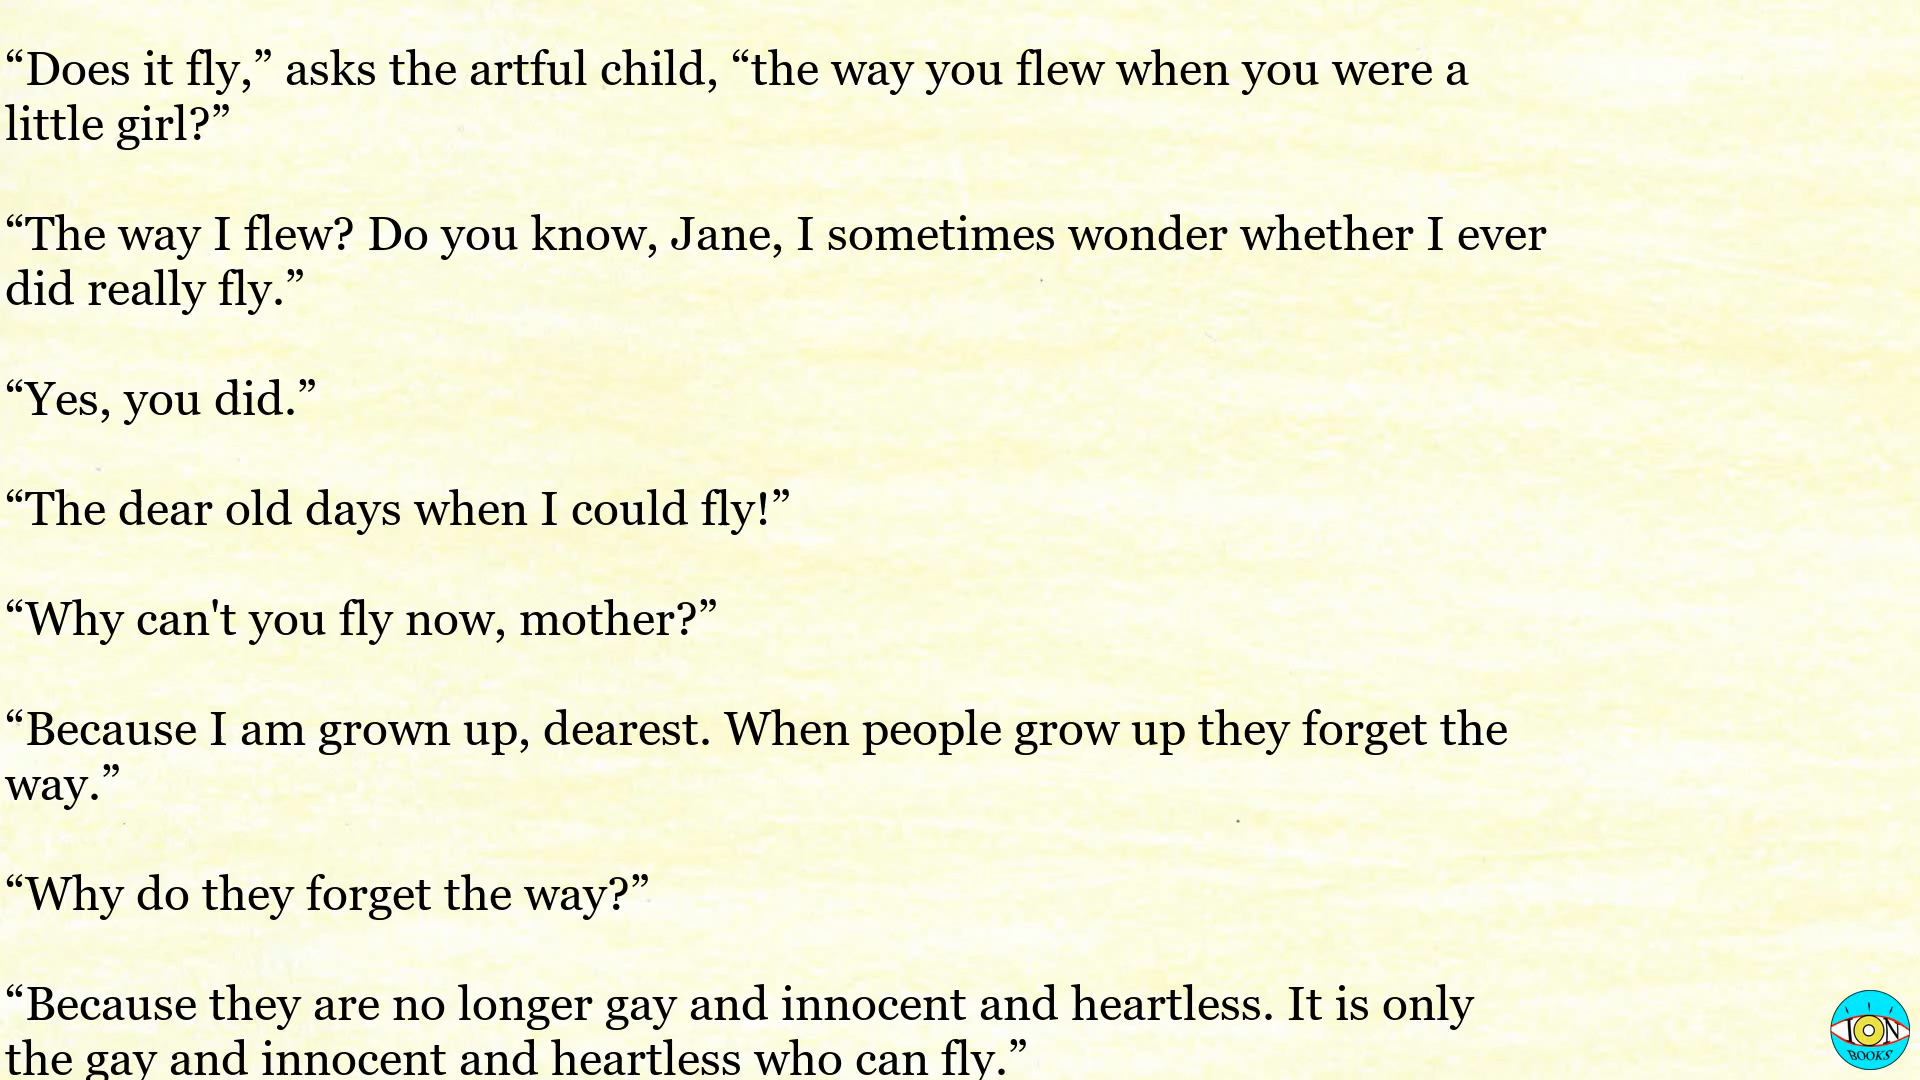 “Does it fly,” asks the artful child, “the way you flew when you were a
little girl?”
“The way I flew? Do you know, Jane, I sometimes wonder whether I ever
did really fly.”
“Yes, you did.”
“The dear old days when I could fly!”
“Why can't you fly now, mother?”
“Because I am grown up, dearest. When people grow up they forget the
way.”
“Why do they forget the way?”
“Because they are no longer gay and innocent and heartless. It is only
the gay and innocent and heartless who can fly.”
ION
BOOKS